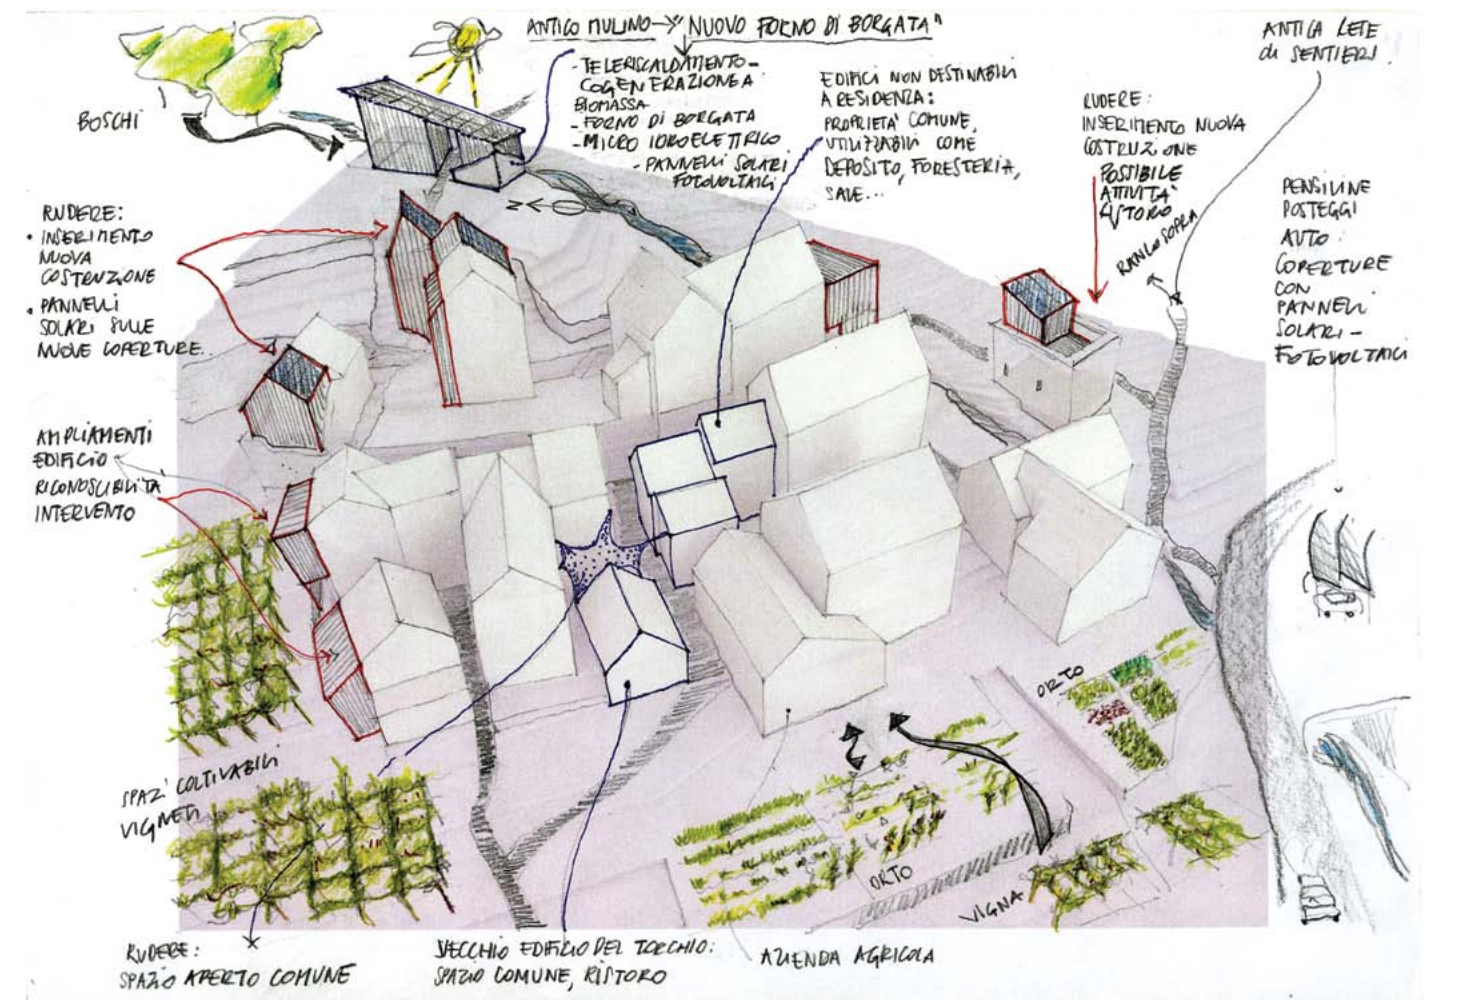 ANTICO MULINO → "NUOVO FORNO DI BORGATA"
- TELERISCALDAMENTO -
COGENERAZIONE A
BIOMASSA
- FORNO DI BORGATA
- MICRO IDROELETTRICO
- PANNELLI SOLARI
FOTOVOLTAICI
BOSCHI
EDIFICI NON DESTINABILI
A RESIDENZA:
PROPRIETA' COMUNE,
UTILIZZABILI COME
DEPOSITO, FORESTERIA,
SALE...
ANTICA RETE
di SENTIERI.
RUDERE:
INSERIMENTO NUOVA
COSTRUZIONE
POSSIBILE
ATTIVITA'
RISTORO
RANLO SOPRA
PENSILINE
POSTEGGI
AUTO:
COPERTURE
CON
PANNELLI
SOLARI -
FOTOVOLTAICI
RUDERE:
• INSERIMENTO
NUOVA
COSTRUZIONE
• PANNELLI
SOLARI SULLE
NUOVE COPERTURE..
N
AMPLIAMENTI
EDIFICIO
RICONOSCIBILITÀ
INTERVENTO
SPAZI COLTIVABILI
VIGNETI
ORTO
ORTO
VIGNA
RUDERE:
SPAZIO APERTO COMUNE
VECCHIO EDIFICIO DEL TORCHIO:
SPAZIO COMUNE, RISTORO
AZIENDA AGRICOLA